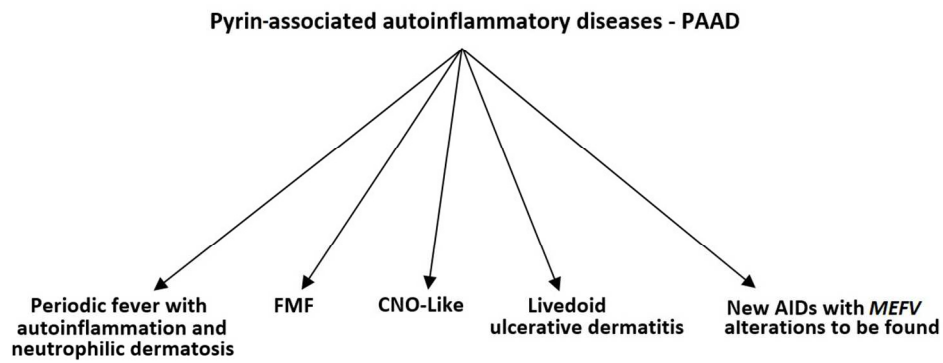 Pyrin-associated autoinflammatory diseases - PAAD
Periodic fever with
autoinflammation and
neutrophilic dermatosis
FMF
CNO-Like
Livedoid
ulcerative dermatitis
New AIDs with MEFV
alterations to be found